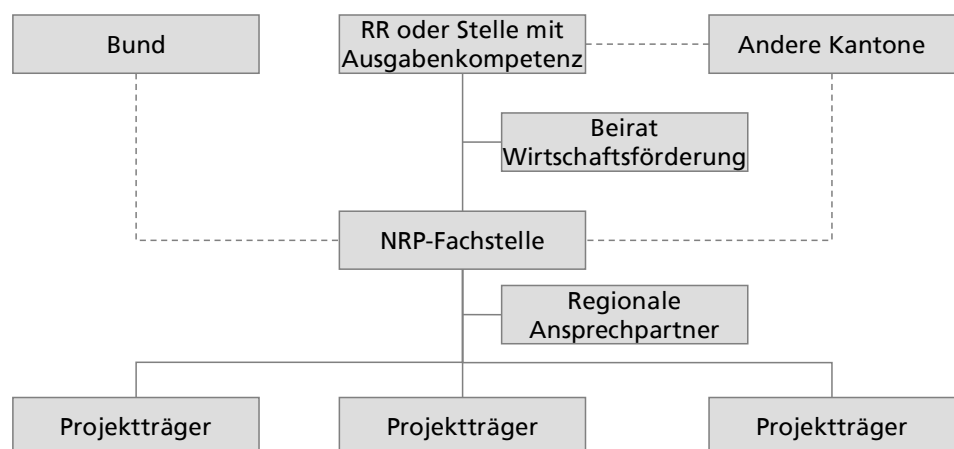 Bund
RR oder Stelle mit
Ausgabenkompetenz
Andere Kantone
Beirat
Wirtschaftsförderung
NRP-Fachstelle
Regionale
Ansprechpartner
Projektträger
Projektträger
Projektträger